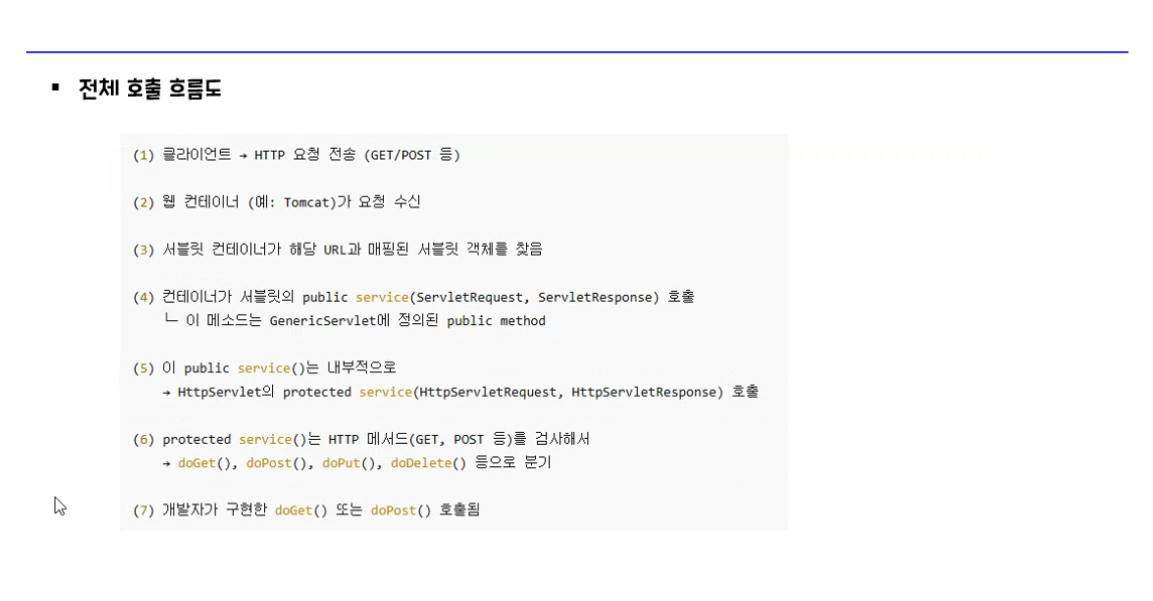 ▪ 전체 호출 흐름도
(1) 클라이언트 → HTTP 요청 전송 (GET/POST 등)
(2) 웹 컨테이너 (예: Tomcat)가 요청 수신
(3) 서블릿 컨테이너가 해당 URL과 매핑된 서블릿 객체를 찾음
(4) 컨테이너가 서블릿의 public service(ServletRequest, ServletResponse) 호출
└─ 이 메소드는 GenericServlet에 정의된 public method
(5) 이 public service()는 내부적으로
→ HttpServlet의 protected service(HttpServletRequest, HttpServletResponse) 호출
(6) protected service()는 HTTP 메서드(GET, POST 등)를 검사해서
→ doGet(), doPost(), doPut(), doDelete() 등으로 분기
(7) 개발자가 구현한 doGet() 또는 doPost() 호출됨